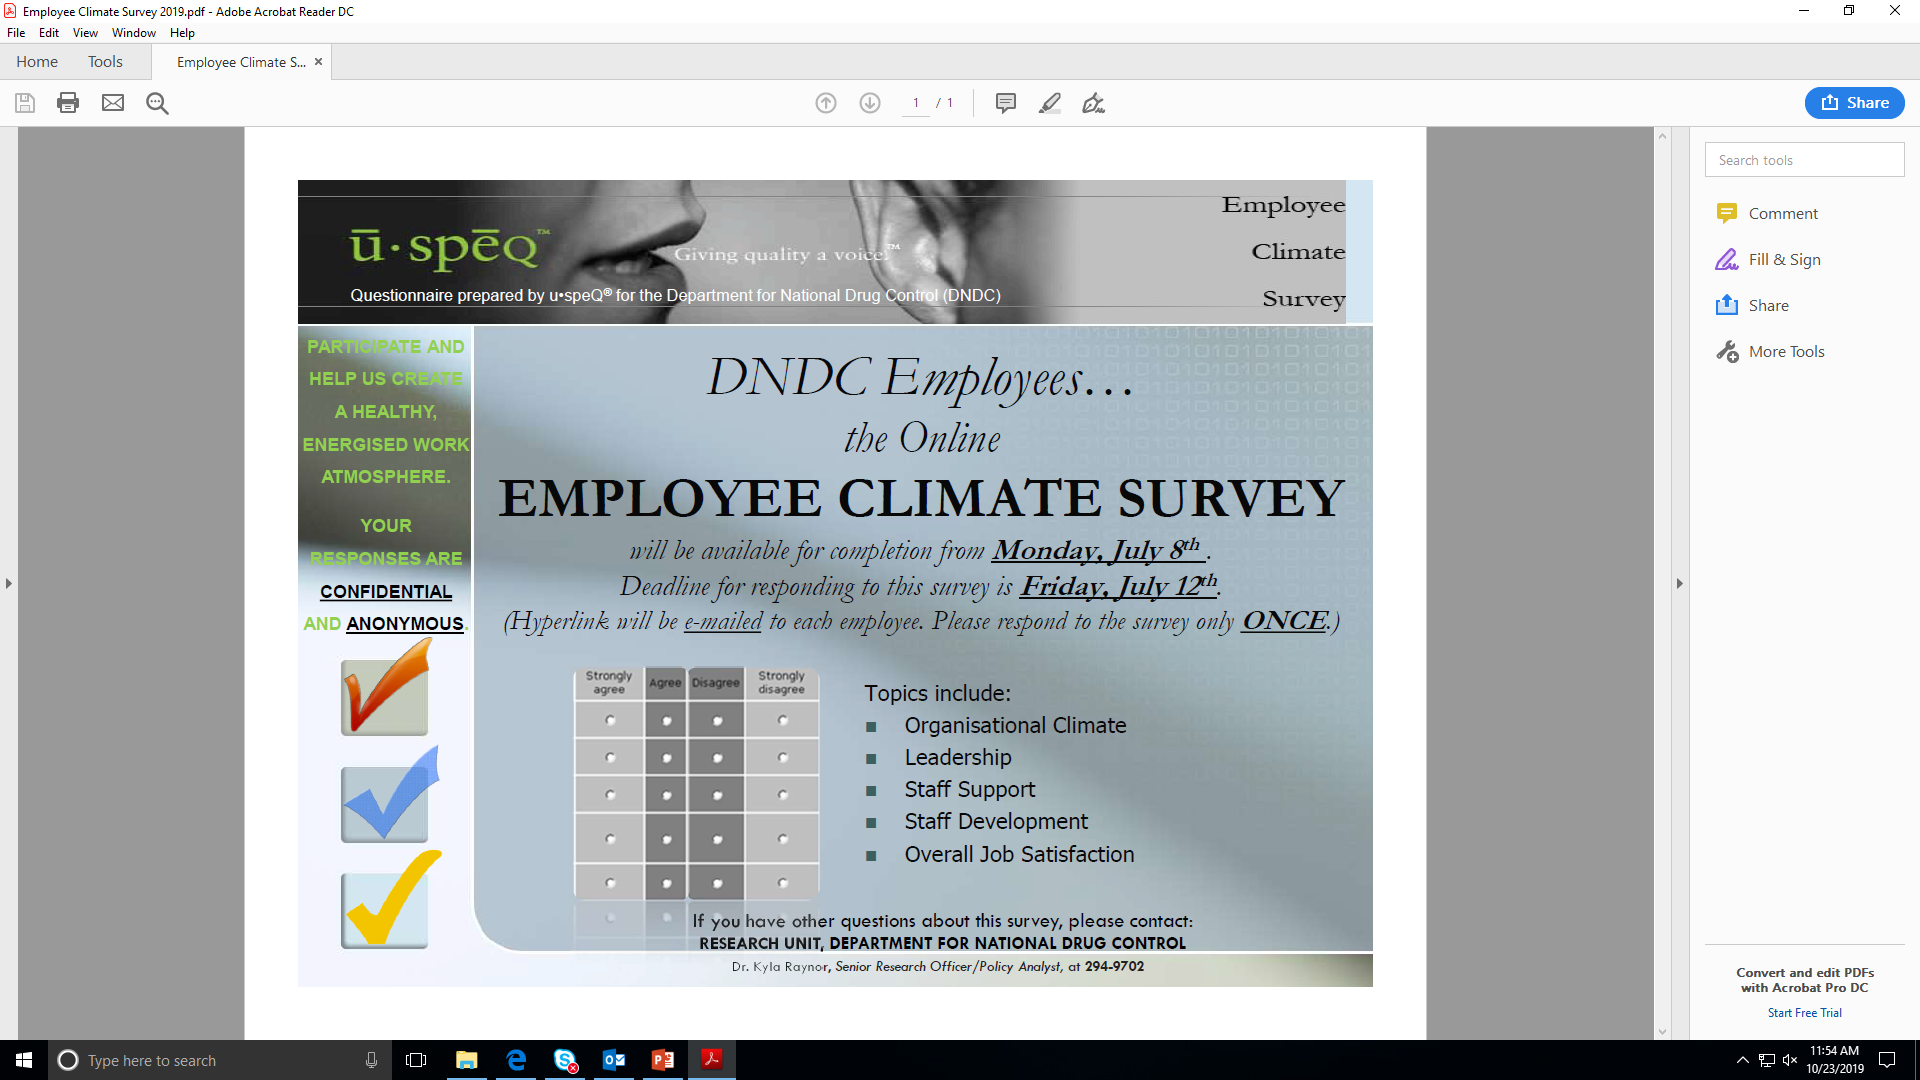 Employee Climate Survey 2019.pdf - Adobe Acrobat Reader DC
File Edit View Window Help
Home Tools Employee Climate S... ×
1 / 1
Share
ū·spēQ™
Giving quality a voice.™
Questionnaire prepared by u•speQ® for the Department for National Drug Control (DNDC)
Employee
Climate
Survey
PARTICIPATE AND
HELP US CREATE
A HEALTHY,
ENERGISED WORK
ATMOSPHERE.
YOUR
RESPONSES ARE
CONFIDENTIAL
AND ANONYMOUS.
DNDC Employees…
the Online
EMPLOYEE CLIMATE SURVEY
will be available for completion from Monday, July 8th .
Deadline for responding to this survey is Friday, July 12th.
(Hyperlink will be e-mailed to each employee. Please respond to the survey only ONCE.)
Strongly agree Agree Disagree Strongly disagree
Topics include:
■ Organisational Climate
■ Leadership
■ Staff Support
■ Staff Development
■ Overall Job Satisfaction
If you have other questions about this survey, please contact:
RESEARCH UNIT, DEPARTMENT FOR NATIONAL DRUG CONTROL
Dr. Kyla Raynor, Senior Research Officer/Policy Analyst, at 294-9702
Search tools
Comment
Fill & Sign
Share
More Tools
Convert and edit PDFs
with Acrobat Pro DC
Start Free Trial
Type here to search
11:54 AM
10/23/2019